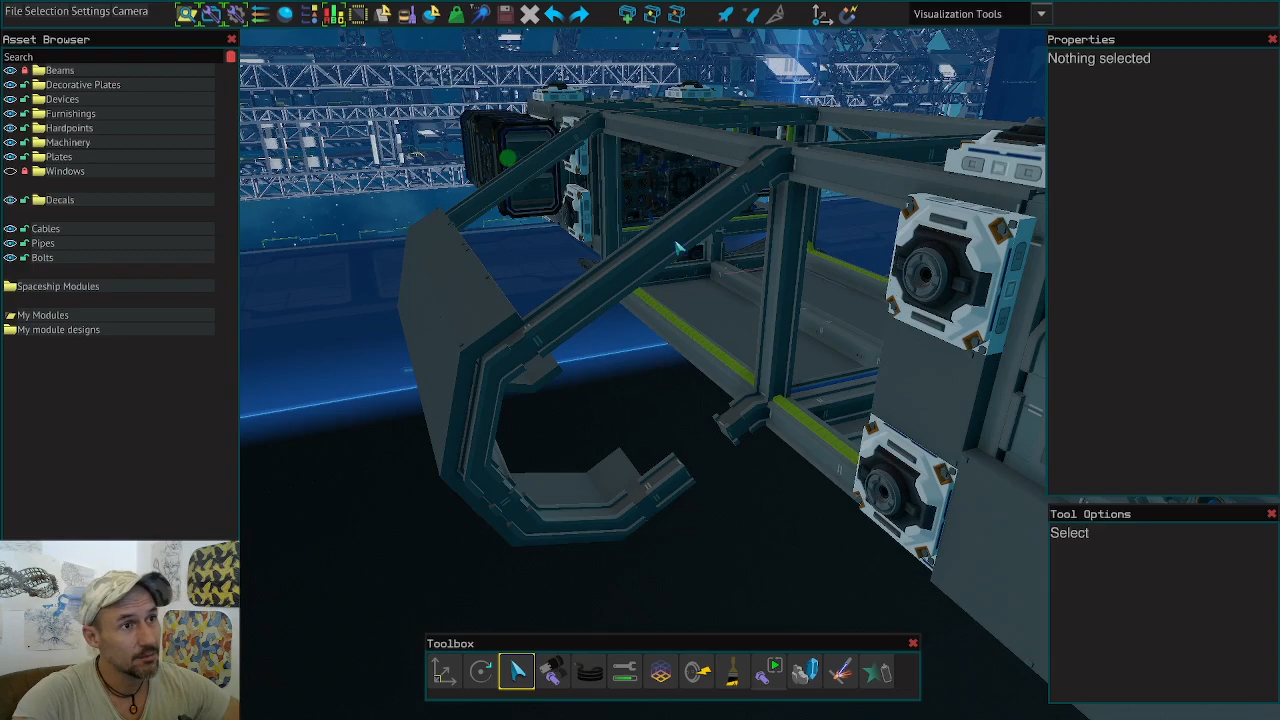 File Selection Settings Camera
Visualization Tools
Asset Browser
Search
Beams
Decorative Plates
Devices
Furnishings
Hardpoints
Machinery
Plates
Windows
Decals
Cables
Pipes
Bolts
Spaceship Modules
My Modules
My module designs
Properties
Nothing selected
Tool Options
Select
Toolbox